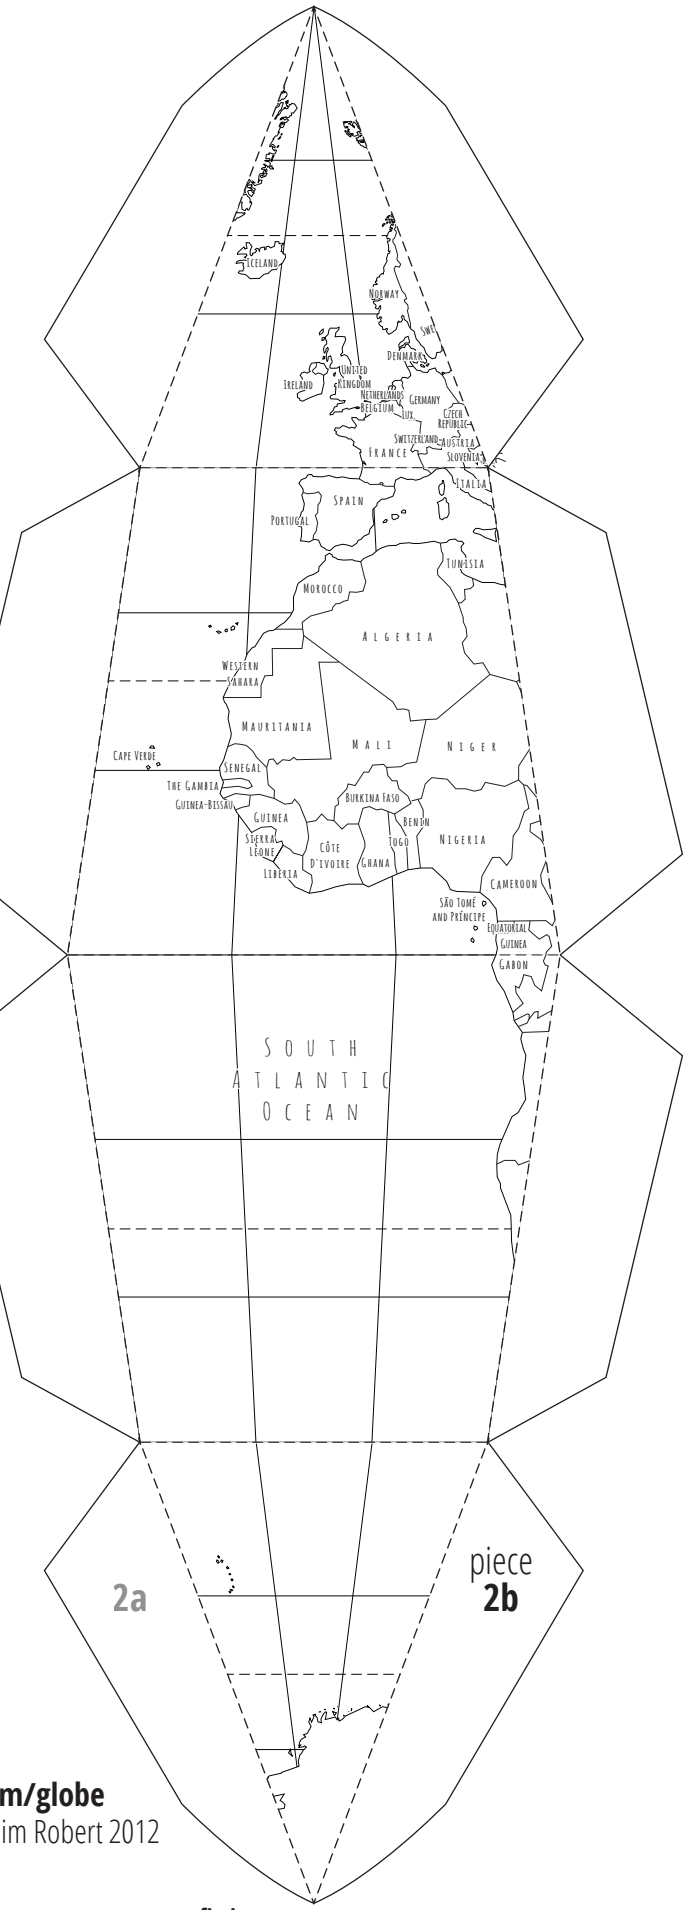 ICELAND
NORWAY
SWE
DENMARK
UNITED
KINGDOM
IRELAND
NETHERLANDS
BELGIUM
GERMANY
LUX.
CZECH
REPUBLIC
SWITZERLAND
AUSTRIA
FRANCE
SLOVENIA
ITALIA
SPAIN
PORTUGAL
TUNISIA
MOROCCO
ALGERIA
WESTERN
SAHARA
MAURITANIA
MALI
NIGER
CAPE VERDE
SENEGAL
THE GAMBIA
GUINEA-BISSAU
BURKINA FASO
GUINEA
BENIN
SIERRA
LEONE
CÔTE
D'IVOIRE
TOGO
NIGERIA
GHANA
LIBERIA
CAMEROON
SÃO TOMÉ
AND PRÍNCIPE
EQUATORIAL
GUINEA
GABON
SOUTH
ATLANTIC
OCEAN
piece
2b
2a
m/globe
im Robert 2012